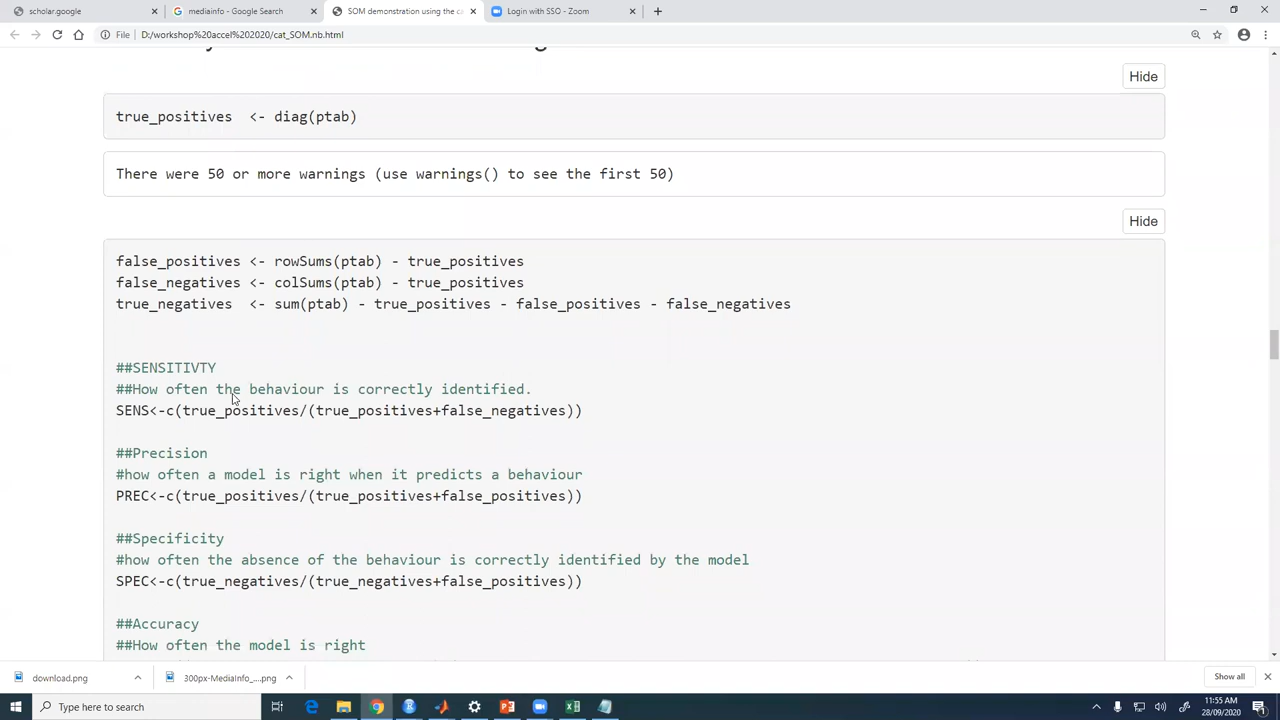 scholar.google
mediainfo - Google Search
SOM demonstration using the c
Login with SSO - Zoom
File
D:/workshop%20accel%202020/cat_SOM.nb.html
Hide
true_positives <- diag(ptab)
There were 50 or more warnings (use warnings() to see the first 50)
Hide
false_positives <- rowSums(ptab) - true_positives
false_negatives <- colSums(ptab) - true_positives
true_negatives <- sum(ptab) - true_positives - false_positives - false_negatives
##SENSITIVTY
##How often the behaviour is correctly identified.
SENS<-c(true_positives/(true_positives+false_negatives))
##Precision
#how often a model is right when it predicts a behaviour
PREC<-c(true_positives/(true_positives+false_positives))
##Specificity
#how often the absence of the behaviour is correctly identified by the model
SPEC<-c(true_negatives/(true_negatives+false_positives))
##Accuracy
##How often the model is right
download.png
300px-MediaInfo_....png
Show all
Type here to search
11:55 AM
28/09/2020